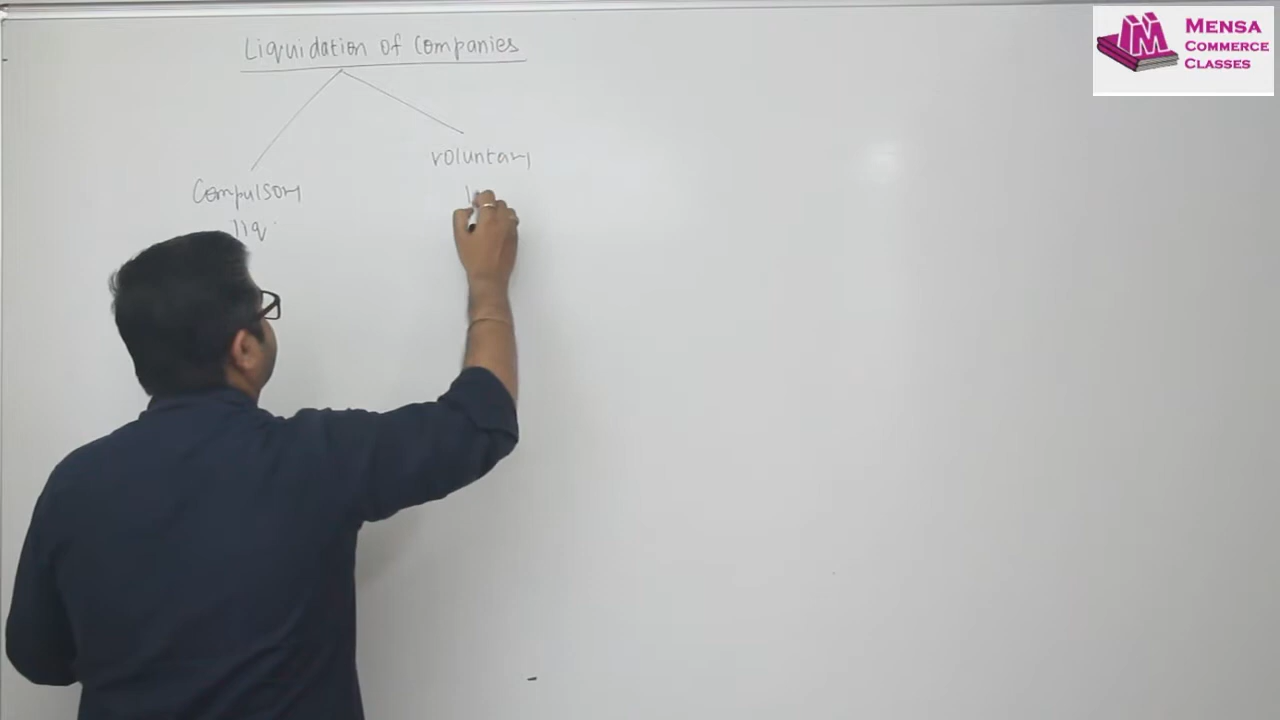 Liquidation of Companies
Compulsory
liq.
voluntary
MENSA
COMMERCE
CLASSES